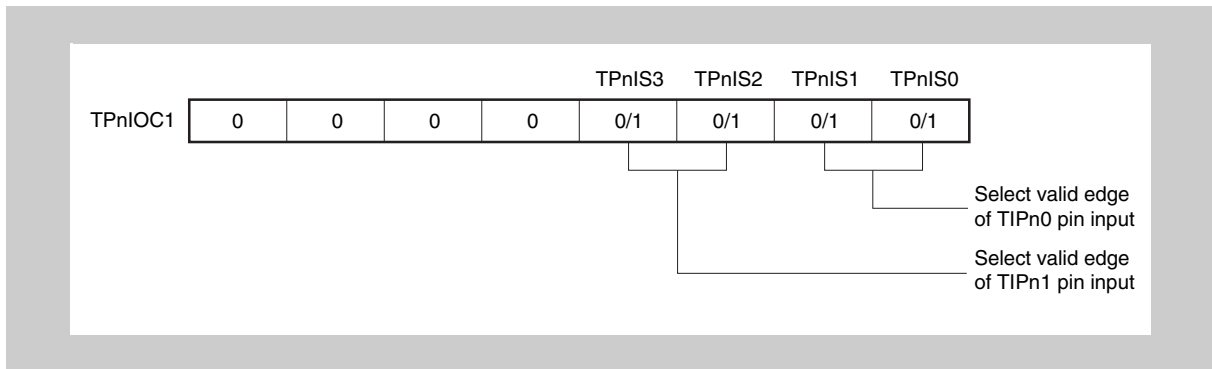 TPnIS3 TPnIS2 TPnIS1 TPnIS0
TPnIOC1 0 0 0 0 0/1 0/1 0/1 0/1
Select valid edge
of TIPn0 pin input
Select valid edge
of TIPn1 pin input